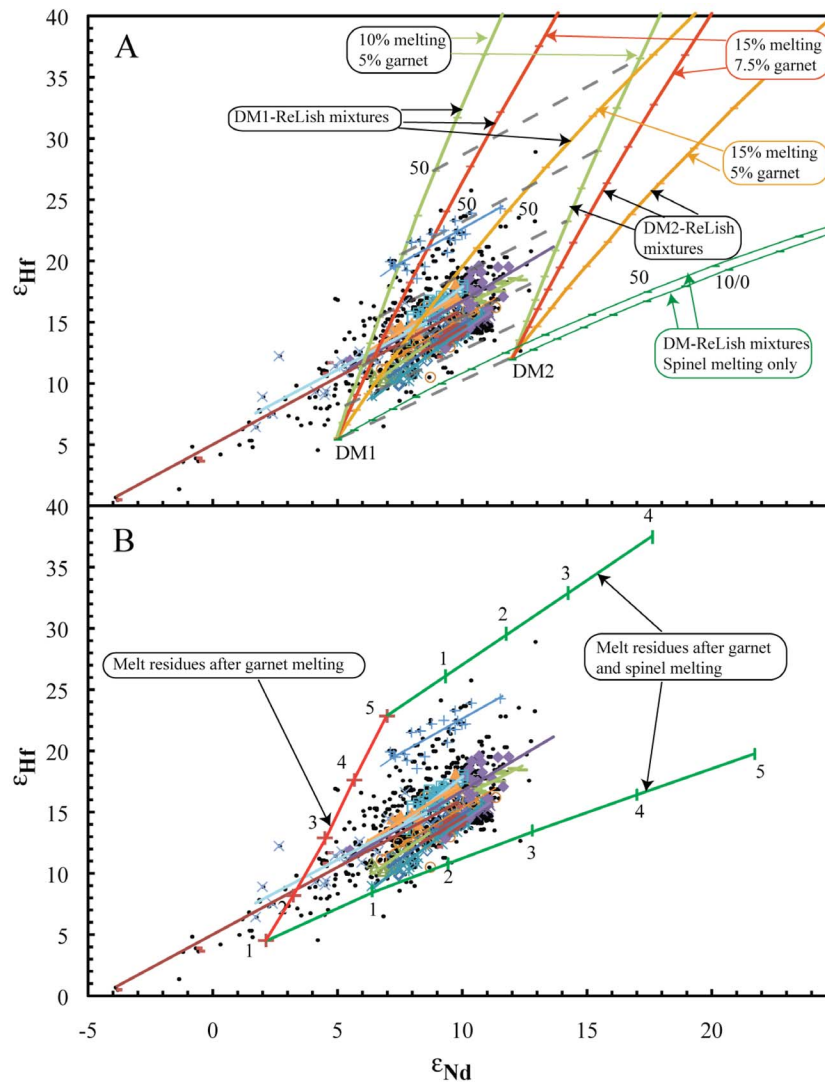 40
A
10% melting
5% garnet
15% melting
7.5% garnet
35
DM1-ReLish mixtures
15% melting
5% garnet
30
50
50
50
DM2-ReLish
mixtures
25
εHf
20
50
10/0
15
DM2
DM-ReLish mixtures
Spinel melting only
10
5
DM1
40
B
4
35
3
2
30
1
Melt residues after garnet melting
Melt residues after garnet
and spinel melting
25
5
εHf
20
4
5
4
15
3
3
10
2
2
1
5
1
0
-5
0
5
10
15
20
εNd